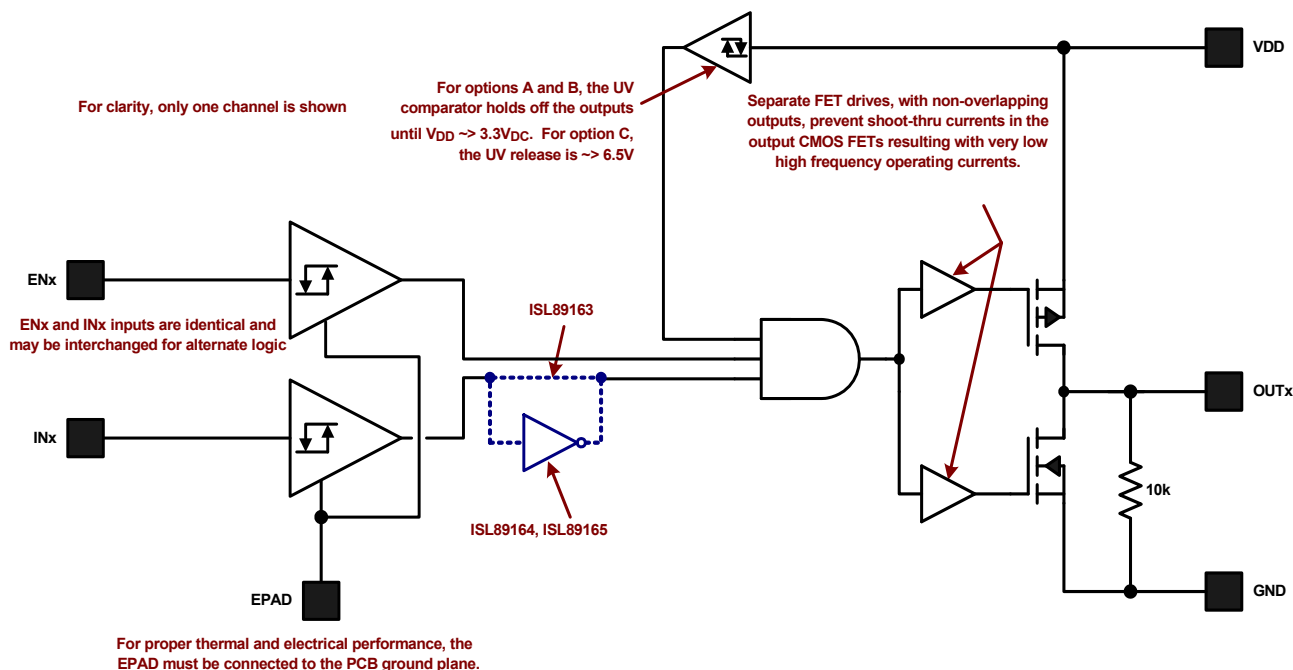 VDD
For options A and B, the UV
comparator holds off the outputs
until VDD ~> 3.3VDC. For option C,
the UV release is ~> 6.5V
For clarity, only one channel is shown
Separate FET drives, with non-overlapping
outputs, prevent shoot-thru currents in the
output CMOS FETs resulting with very low
high frequency operating currents.
ENx
ENx and INx inputs are identical and
may be interchanged for alternate logic
ISL89163
OUTx
INx
10k
ISL89164, ISL89165
EPAD
GND
For proper thermal and electrical performance, the
EPAD must be connected to the PCB ground plane.